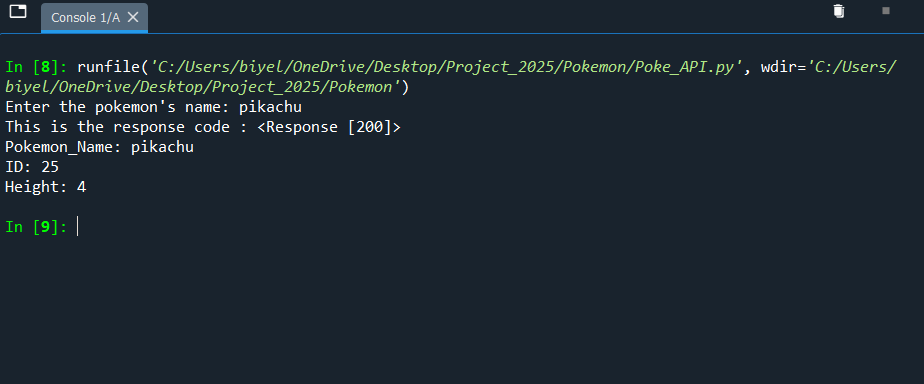 Console 1/A
In [8]: runfile('C:/Users/biyel/OneDrive/Desktop/Project_2025/Pokemon/Poke_API.py', wdir='C:/Users/
biyel/OneDrive/Desktop/Project_2025/Pokemon')
Enter the pokemon's name: pikachu
This is the response code : <Response [200]>
Pokemon_Name: pikachu
ID: 25
Height: 4
In [9]: